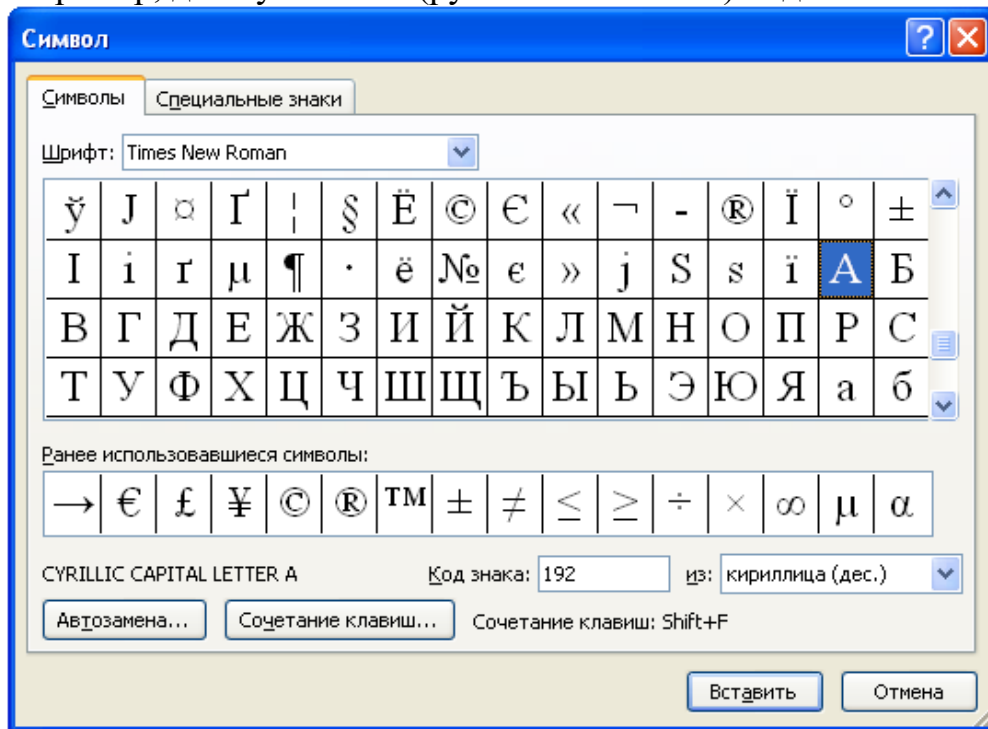 Символ
Символы Специальные знаки
Шрифт: Times New Roman
ў Ј ¤ Ґ ¦ § Ё © Є « ¬ - ® Ї ° ±
І і ґ µ ¶ · ё № є » ј Ѕ ѕ ї А Б
В Г Д Е Ж З И Й К Л М Н О П Р С
Т У Ф Х Ц Ч Ш Щ Ъ Ы Ь Э Ю Я а б
Ранее использовавшиеся символы:
→ € £ ¥ © ® ™ ± ≠ ≤ ≥ ÷ × ∞ µ α
CYRILLIC CAPITAL LETTER A Код знака: 192 из: кириллица (дес.)
Автозамена... Сочетание клавиш... Сочетание клавиш: Shift+F
Вставить Отмена